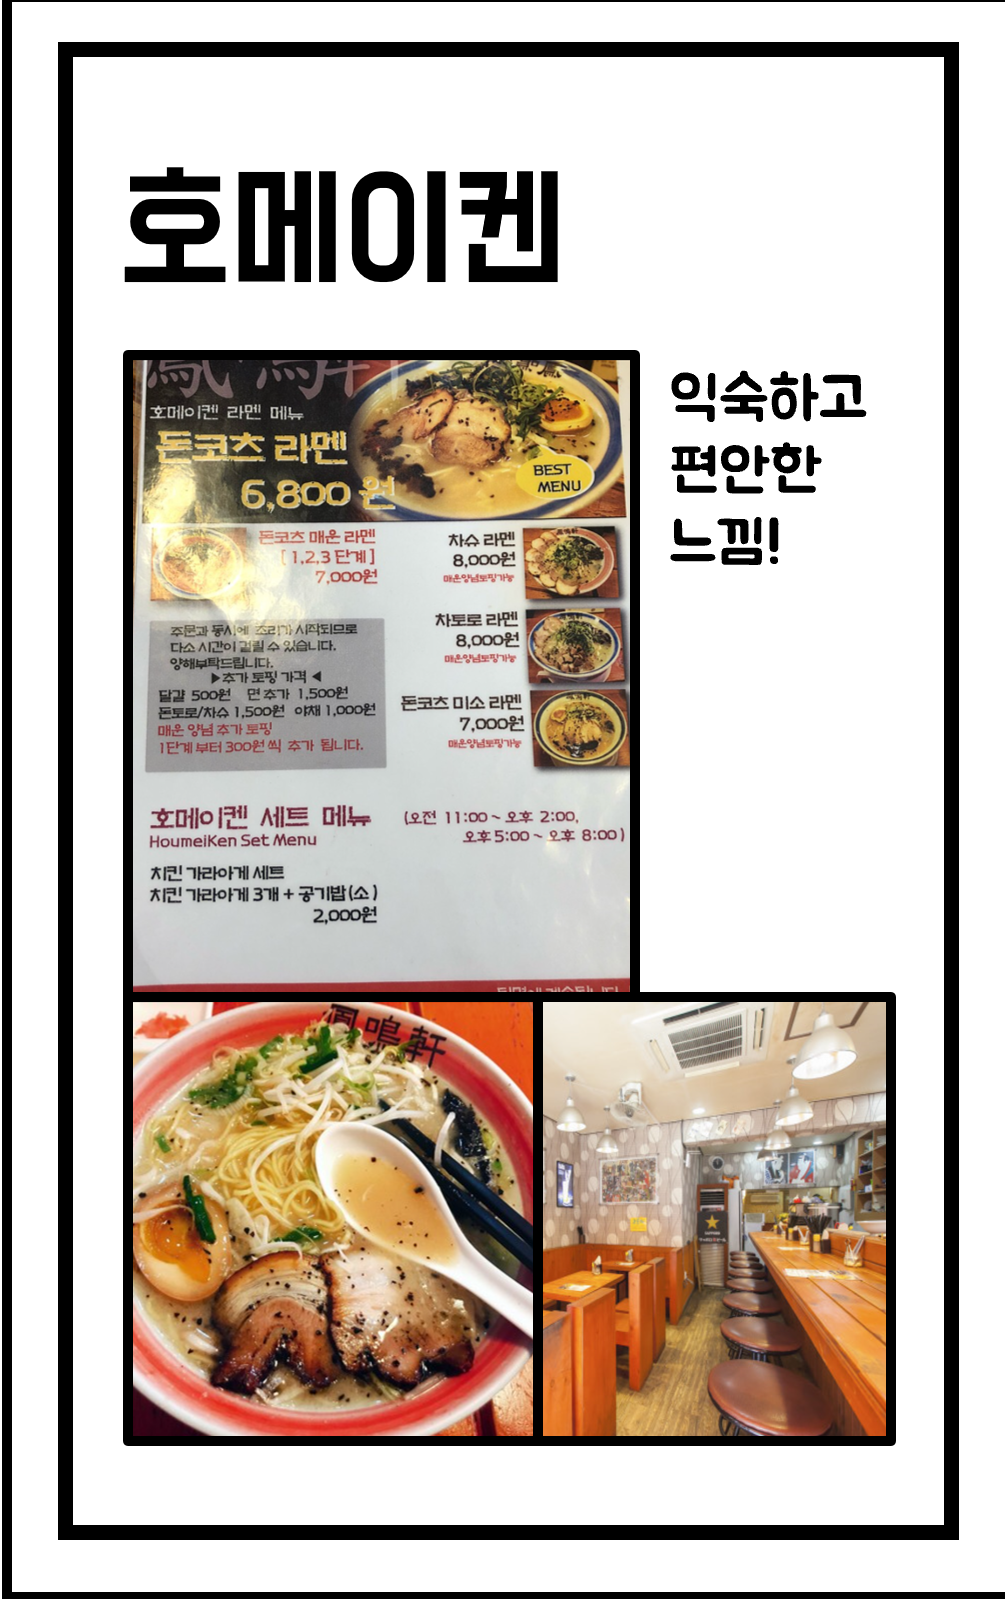 호메이켄
익숙하고
편안한
느낌!
호메이켄 라멘 메뉴
돈코츠 라멘
6,800 원
BEST
MENU
돈코츠 매운 라멘
[ 1,2,3 단계 ]
7,000원
차슈 라멘
8,000원
매운양념토핑가능
차토로 라멘
8,000원
매운양념토핑가능
돈코츠 미소 라멘
7,000원
매운양념토핑가능
주문과 동시에 조리가 시작되므로
다소 시간이 걸릴 수 있습니다.
양해부탁드립니다.
▶추가 토핑 가격 ◀
달걀 500원 면 추가 1,500원
돈토로/차슈 1,500원 야채 1,000원
매운 양념 추가 토핑
1단계 부터 300원 씩 추가 됩니다.
호메이켄 세트 메뉴 (오전 11:00 ~ 오후 2:00,
HoumeiKen Set Menu 오후 5:00 ~ 오후 8:00 )
치킨 가라아게 세트
치킨 가라아게 3개 + 공기밥 (소 )
2,000원
鳳鳴軒